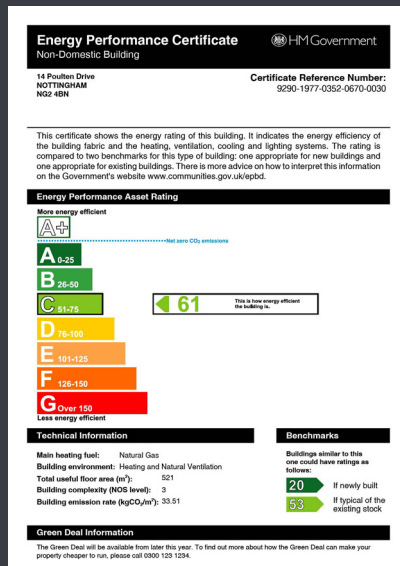 Energy Performance Certificate
Non-Domestic Building
HM Government
14 Poulten Drive
NOTTINGHAM
NG2 4BN
Certificate Reference Number:
9290-1977-0352-0670-0030
This certificate shows the energy rating of this building. It indicates the energy efficiency of
the building fabric and the heating, ventilation, cooling and lighting systems. The rating is
compared to two benchmarks for this type of building: one appropriate for new buildings and
one appropriate for existing buildings. There is more advice on how to interpret this information
on the Government's website www.communities.gov.uk/epbd.
Energy Performance Asset Rating
More energy efficient
A+
Net zero CO₂ emissions
A 0-25
B 26-50
C 51-75
61
This is how energy efficient
the building is.
D 76-100
E 101-125
F 126-150
G Over 150
Less energy efficient
Technical Information
Main heating fuel: Natural Gas
Building environment: Heating and Natural Ventilation
Total useful floor area (m²): 521
Building complexity (NOS level): 3
Building emission rate (kgCO₂/m²): 33.51
Benchmarks
Buildings similar to this
one could have ratings as
follows:
20 If newly built
53 If typical of the
existing stock
Green Deal Information
The Green Deal will be available from later this year. To find out more about how the Green Deal can make your
property cheaper to run, please call 0300 123 1234.